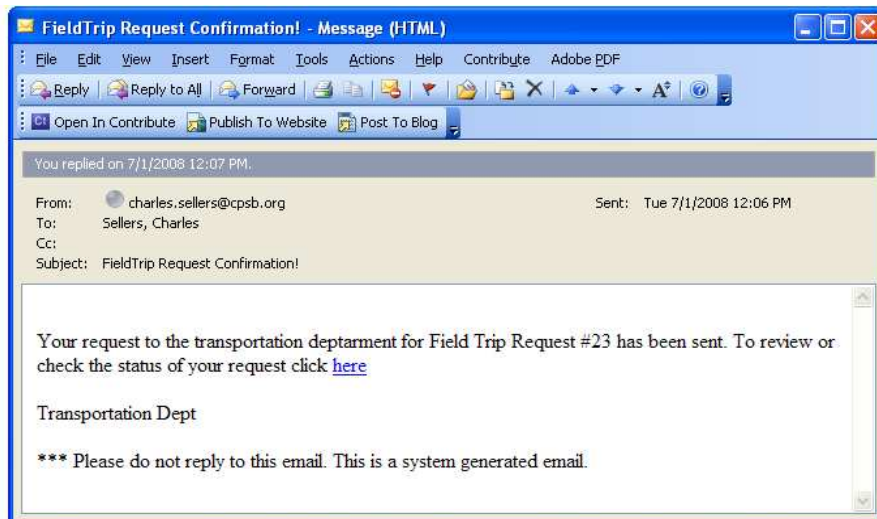 FieldTrip Request Confirmation! - Message (HTML)
File Edit View Insert Format Tools Actions Help Contribute Adobe PDF
Reply Reply to All Forward
Ct Open In Contribute Publish To Website Post To Blog
You replied on 7/1/2008 12:07 PM.
From: charles.sellers@cpsb.org Sent: Tue 7/1/2008 12:06 PM
To: Sellers, Charles
Cc:
Subject: FieldTrip Request Confirmation!
Your request to the transportation deptarment for Field Trip Request #23 has been sent. To review or
check the status of your request click here
Transportation Dept
*** Please do not reply to this email. This is a system generated email.